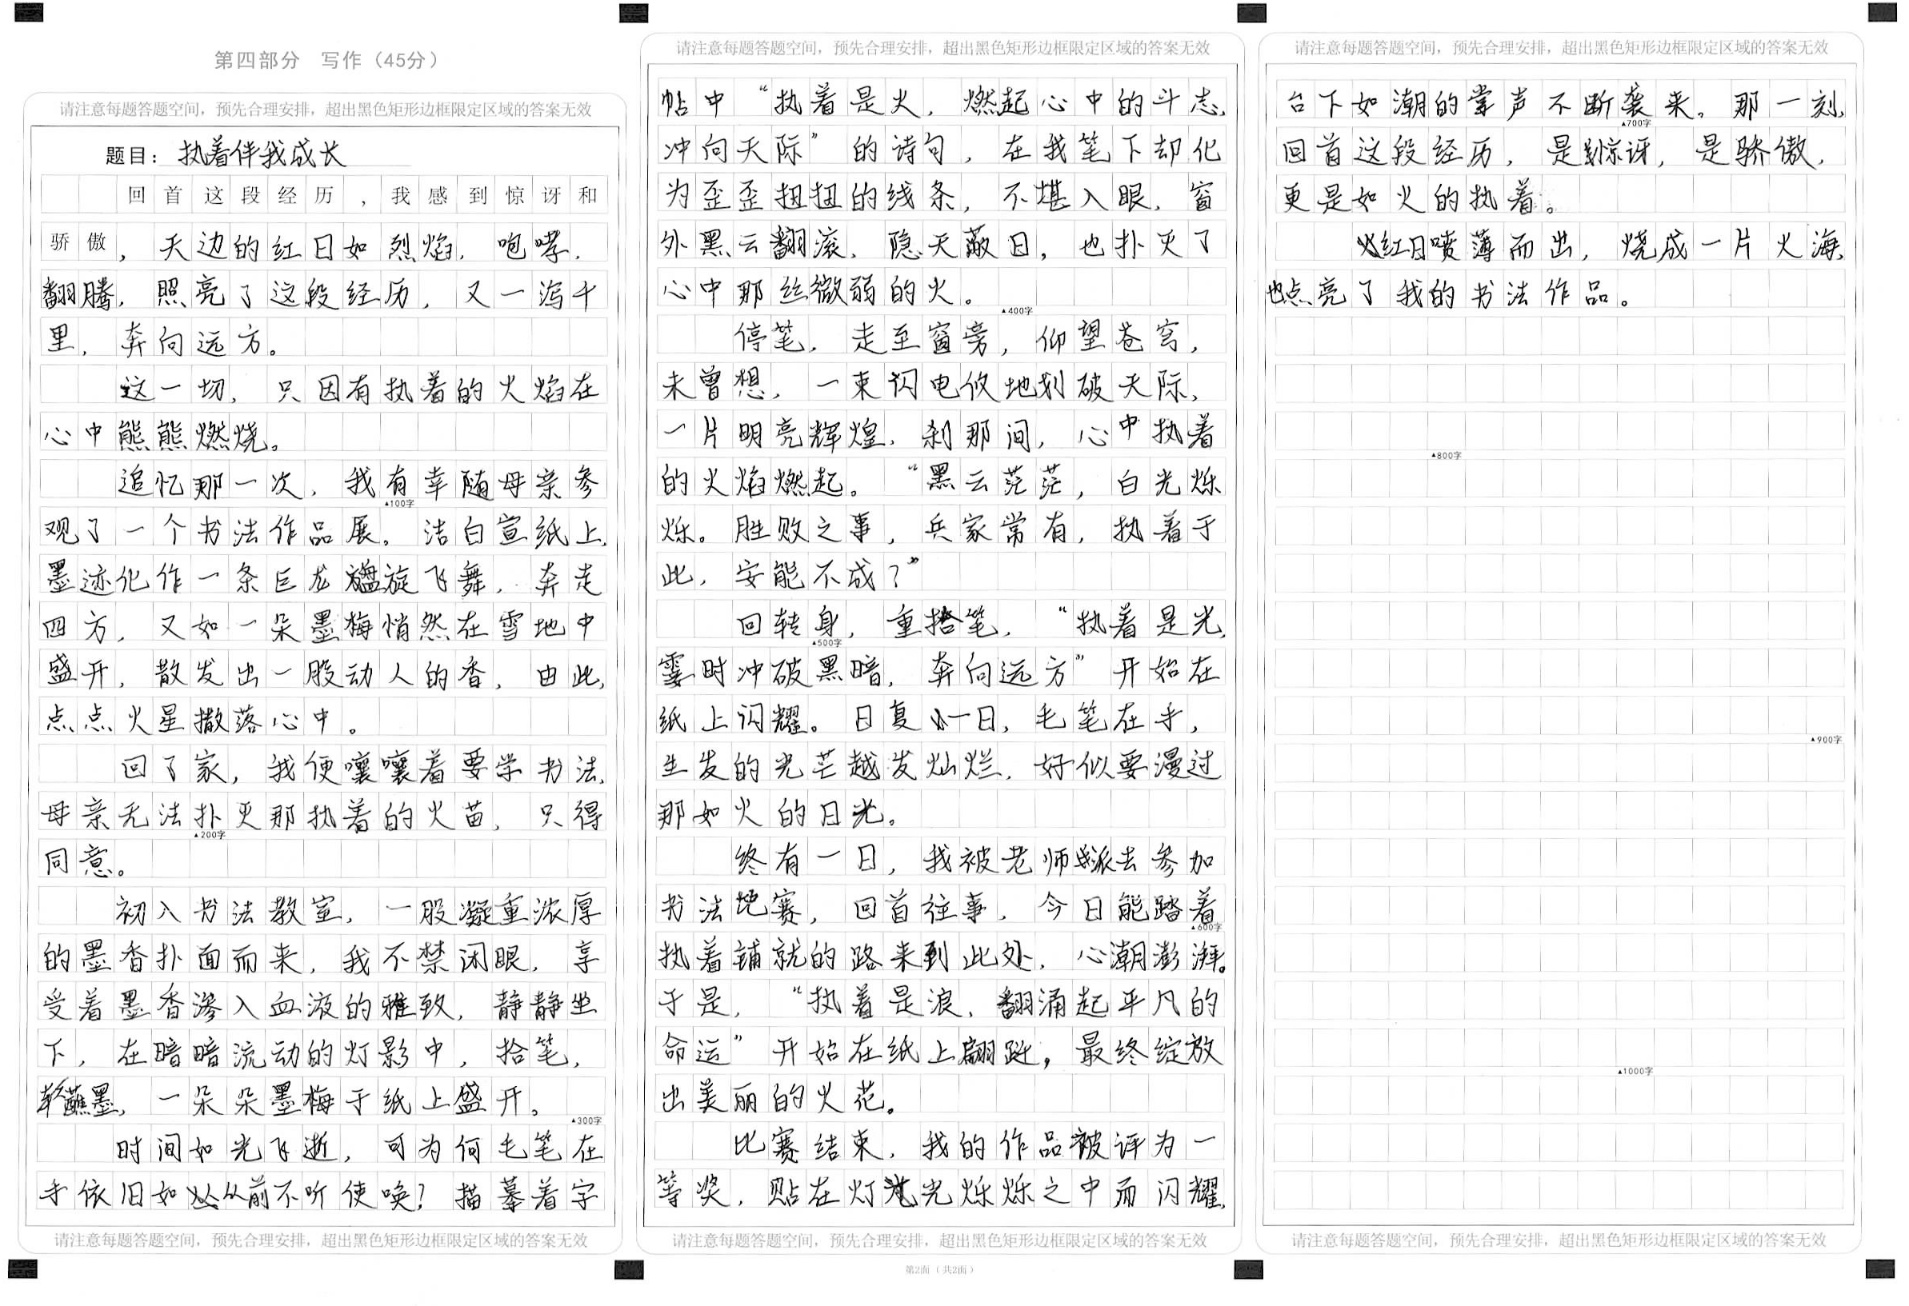 第四部分 写作（45分）
请注意每题答题空间，预先合理安排，超出黑色矩形边框限定区域的答案无效
题目：执着伴我成长
回首这段经历，我感到惊讶和
骄傲，天边的红日如烈焰，咆哮，
翻腾，照亮了这段经历，又一泻千
里，奔向远方。
这一切，只因有执着的火焰在
心中熊熊燃烧。
追忆那一次，我有幸随母亲参
▲100字
观了一个书法作品展，洁白宣纸上，
墨迹化作一条巨龙盘旋飞舞，奔走
四方，又如一朵墨梅悄然在雪地中
盛开，散发出一股动人的香，由此，
点点火星撒落心中。
回了家，我便嚷嚷着要学书法，
母亲无法扑灭那执着的火苗，只得
▲200字
同意。
初入书法教室，一股凝重浓厚
的墨香扑面而来，我不禁闭眼，享
受着墨香渗入血液的雅致，静静坐
下，在暗暗流动的灯影中，拾笔，
蘸墨，一朵朵墨梅于纸上盛开。
▲300字
时间如光飞逝，可为何毛笔在
手依旧如从前不听使唤？描摹着字
请注意每题答题空间，预先合理安排，超出黑色矩形边框限定区域的答案无效
请注意每题答题空间，预先合理安排，超出黑色矩形边框限定区域的答案无效
帖中“执着是火，燃起心中的斗志，
冲向天际”的诗句，在我笔下却化
为歪歪扭扭的线条，不堪入眼，窗
外黑云翻滚，隐天蔽日，也扑灭了
心中那丝微弱的火。
▲400字
停笔，走至窗旁，仰望苍穹，
未曾想，一束闪电攸地划破天际，
一片明亮辉煌，刹那间，心中执着
的火焰燃起。“黑云茫茫，白光烁
烁。胜败之事，兵家常有，执着于
此，安能不成？”
回转身，重拾笔，“执着是光，
▲500字
霎时冲破黑暗，奔向远方”开始在
纸上闪耀。日复一日，毛笔在手，
生发的光芒越发灿烂，好似要漫过
那如火的日光。
终有一日，我被老师派去参加
书法比赛，回首往事，今日能踏着
▲600字
执着铺就的路来到此处，心潮澎湃。
于是，“执着是浪，翻涌起平凡的
命运”开始在纸上翩跹，最终绽放
出美丽的火花。
比赛结束，我的作品被评为一
等奖，贴在灯光烁烁之中而闪耀，
请注意每题答题空间，预先合理安排，超出黑色矩形边框限定区域的答案无效
第2面（共2面）
请注意每题答题空间，预先合理安排，超出黑色矩形边框限定区域的答案无效
台下如潮的掌声不断袭来。那一刻，
▲700字
回首这段经历，是惊讶，是骄傲，
更是如火的执着。
红日喷薄而出，烧成一片火海，
也点亮了我的书法作品。
▲800字
▲900字
▲1000字
请注意每题答题空间，预先合理安排，超出黑色矩形边框限定区域的答案无效